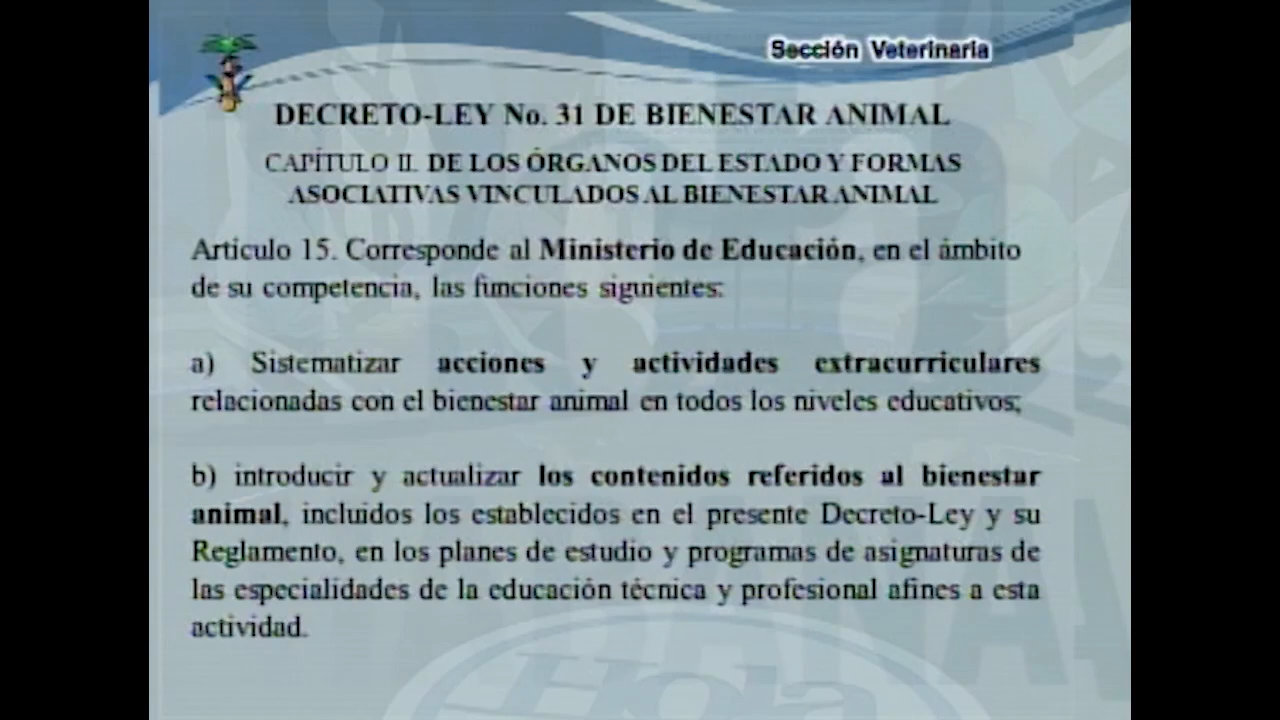 Sección Veterinaria
DECRETO-LEY No. 31 DE BIENESTAR ANIMAL
CAPÍTULO II. DE LOS ÓRGANOS DEL ESTADO Y FORMAS
ASOCIATIVAS VINCULADOS AL BIENESTAR ANIMAL
Artículo 15. Corresponde al Ministerio de Educación, en el ámbito
de su competencia, las funciones siguientes:
a) Sistematizar acciones y actividades extracurriculares
relacionadas con el bienestar animal en todos los niveles educativos;
b) introducir y actualizar los contenidos referidos al bienestar
animal, incluidos los establecidos en el presente Decreto-Ley y su
Reglamento, en los planes de estudio y programas de asignaturas de
las especialidades de la educación técnica y profesional afines a esta
actividad.
Hola